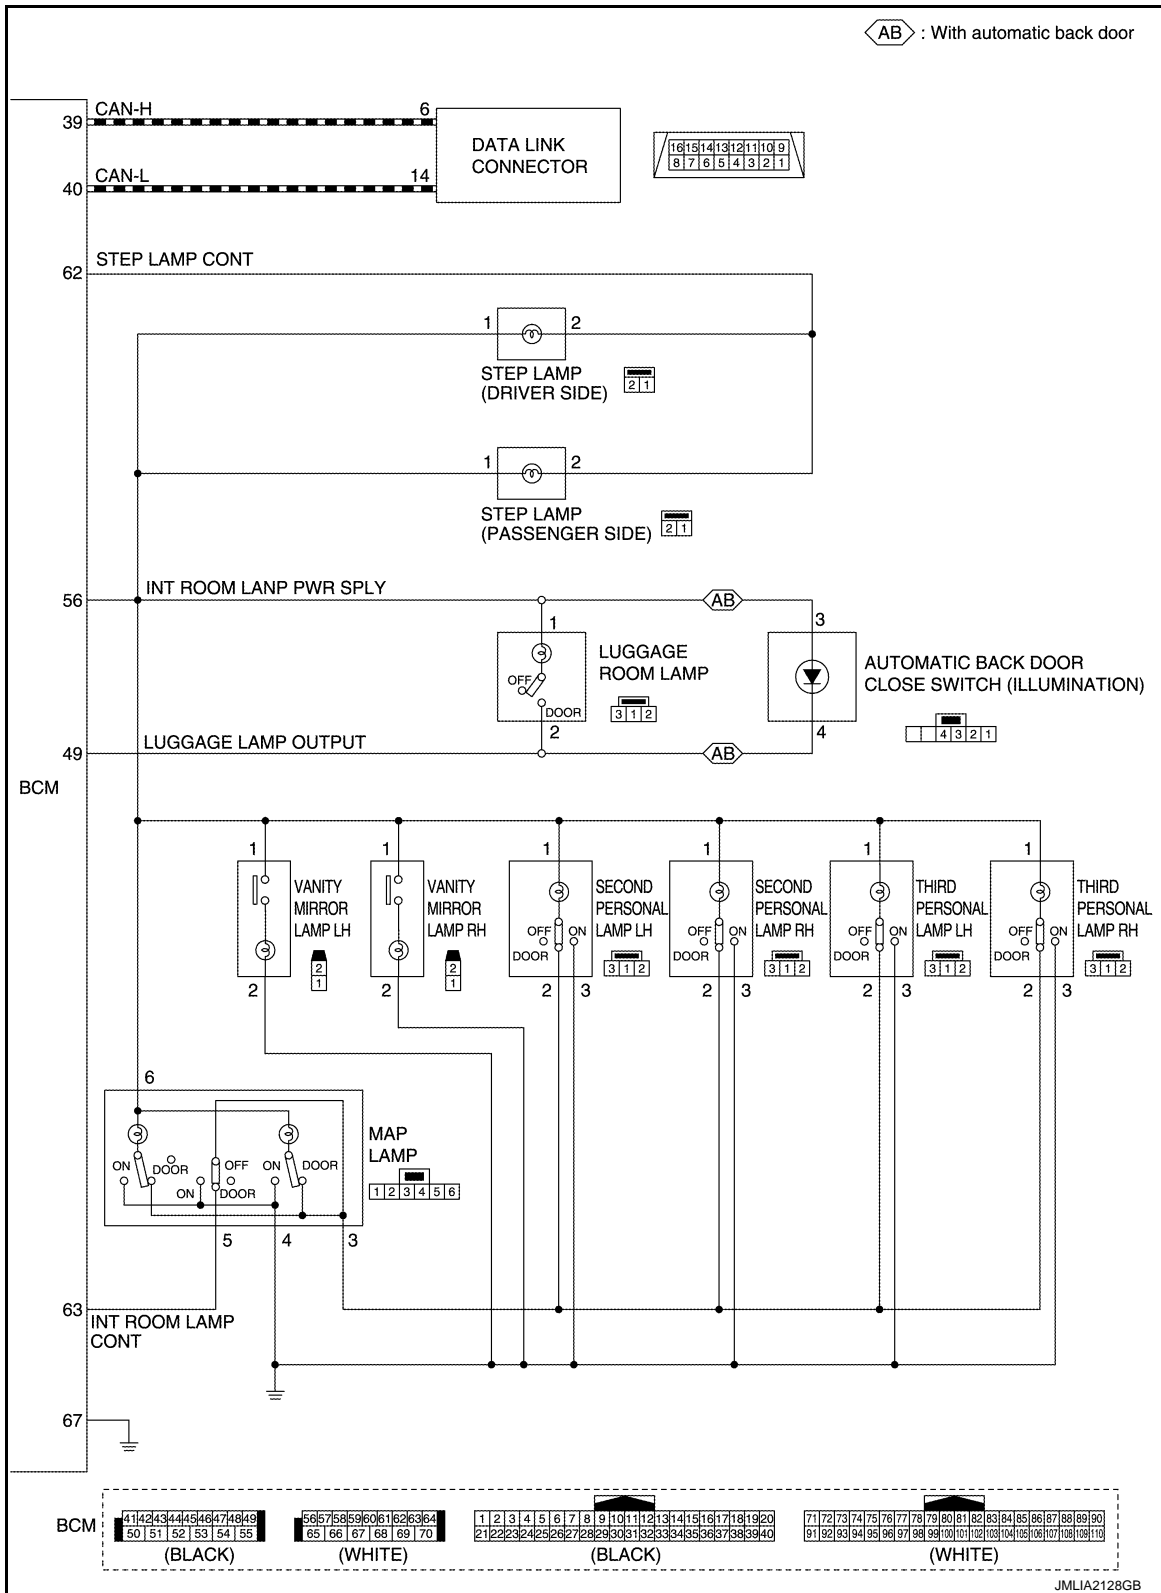 AB : With automatic back door
39 CAN-H 6
DATA LINK
CONNECTOR
16 15 14 13 12 11 10 9
8 7 6 5 4 3 2 1
40 CAN-L 14
62 STEP LAMP CONT
1 2
STEP LAMP
(DRIVER SIDE)
2 1
1 2
STEP LAMP
(PASSENGER SIDE)
2 1
56 INT ROOM LANP PWR SPLY AB
1 3
OFF
DOOR
2
LUGGAGE
ROOM LAMP
3 1 2
AUTOMATIC BACK DOOR
CLOSE SWITCH (ILLUMINATION)
4
4 3 2 1
49 LUGGAGE LAMP OUTPUT AB
BCM
1
VANITY
MIRROR
LAMP LH
2
1
2
1
VANITY
MIRROR
LAMP RH
2
1
2
1
SECOND
PERSONAL
LAMP LH
OFF ON
DOOR
3 1 2
2 3
1
SECOND
PERSONAL
LAMP RH
OFF ON
DOOR
3 1 2
2 3
1
THIRD
PERSONAL
LAMP LH
OFF ON
DOOR
3 1 2
2 3
1
THIRD
PERSONAL
LAMP RH
OFF ON
DOOR
3 1 2
2 3
6
MAP
LAMP
ON DOOR OFF ON DOOR
ON DOOR
1 2 3 4 5 6
5 4 3
63
INT ROOM LAMP
CONT
67
BCM
41 42 43 44 45 46 47 48 49
50 51 52 53 54 55
(BLACK)
56 57 58 59 60 61 62 63 64
65 66 67 68 69 70
(WHITE)
1 2 3 4 5 6 7 8 9 10 11 12 13 14 15 16 17 18 19 20
21 22 23 24 25 26 27 28 29 30 31 32 33 34 35 36 37 38 39 40
(BLACK)
71 72 73 74 75 76 77 78 79 80 81 82 83 84 85 86 87 88 89 90
91 92 93 94 95 96 97 98 99 100 101 102 103 104 105 106 107 108 109 110
(WHITE)
JMLIA2128GB